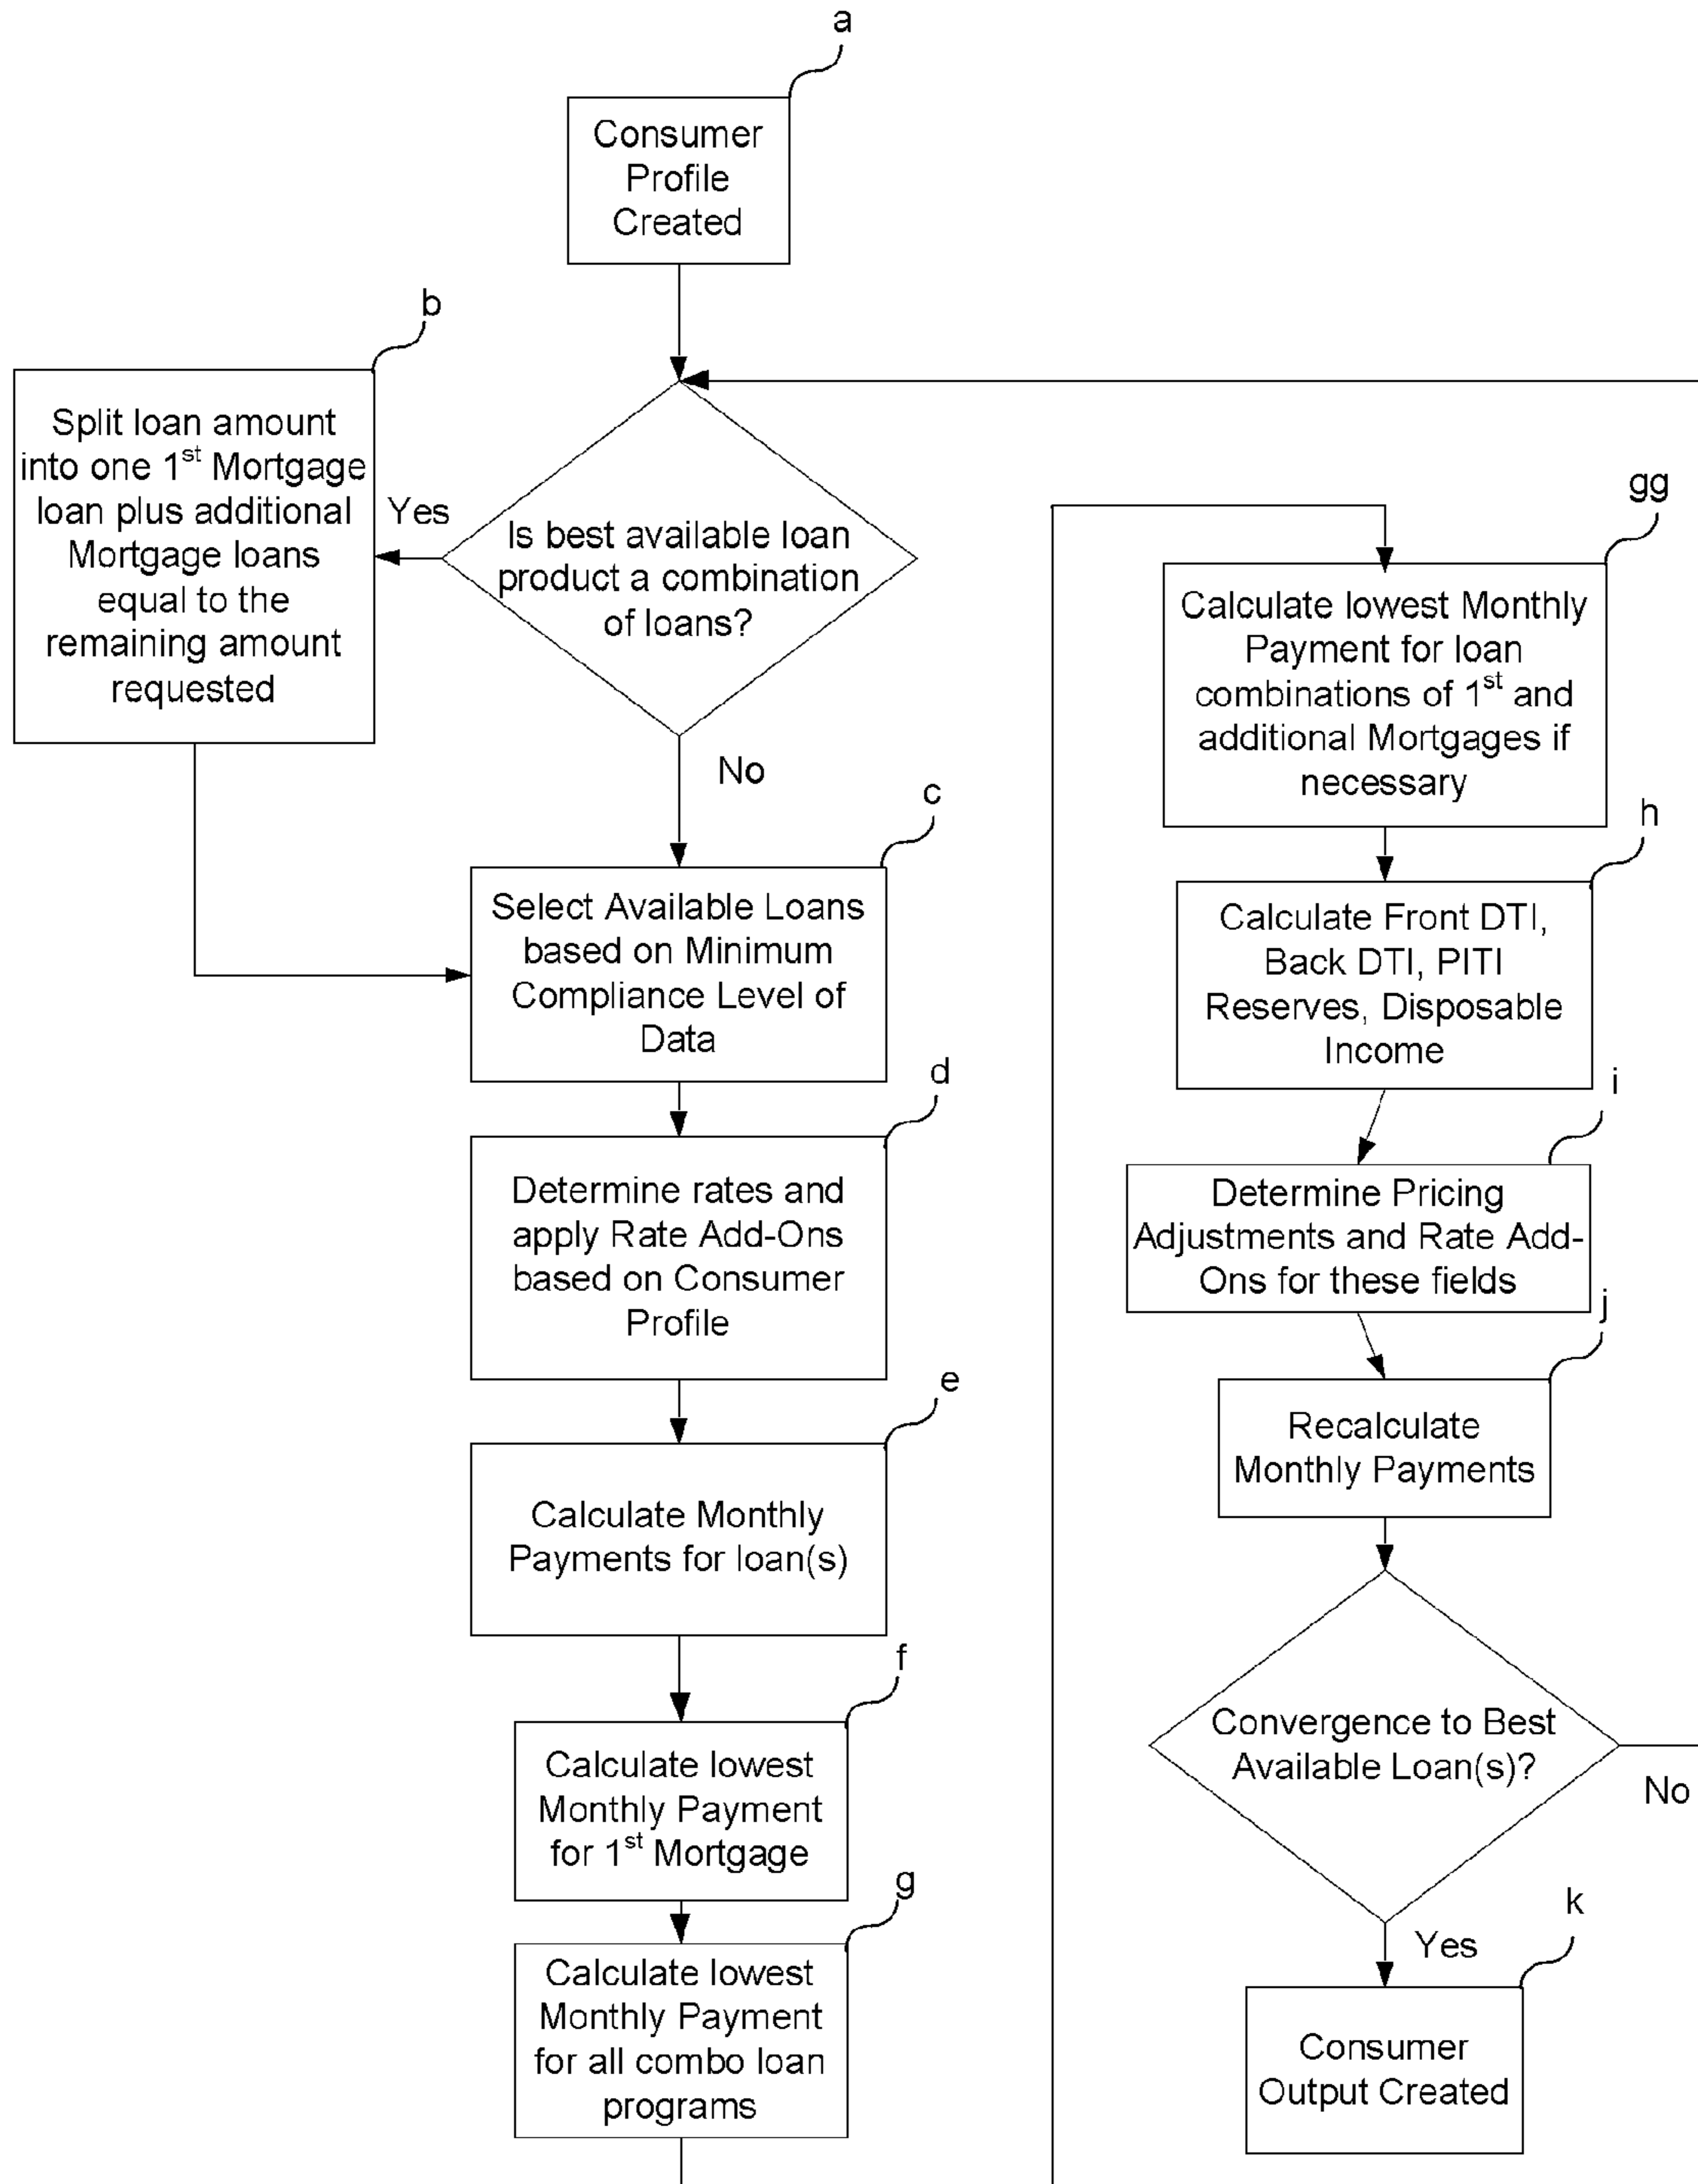 a
Consumer
Profile
Created
b
Split loan amount
into one 1st Mortgage
loan plus additional
Mortgage loans
equal to the
remaining amount
requested
Yes
Is best available loan
product a combination
of loans?
No
c
Select Available Loans
based on Minimum
Compliance Level of
Data
d
Determine rates and
apply Rate Add-Ons
based on Consumer
Profile
e
Calculate Monthly
Payments for loan(s)
f
Calculate lowest
Monthly Payment
for 1st Mortgage
g
Calculate lowest
Monthly Payment
for all combo loan
programs
gg
Calculate lowest Monthly
Payment for loan
combinations of 1st and
additional Mortgages if
necessary
h
Calculate Front DTI,
Back DTI, PITI
Reserves, Disposable
Income
i
Determine Pricing
Adjustments and Rate Add-
Ons for these fields
j
Recalculate
Monthly Payments
Convergence to Best
Available Loan(s)?
No
Yes
k
Consumer
Output Created